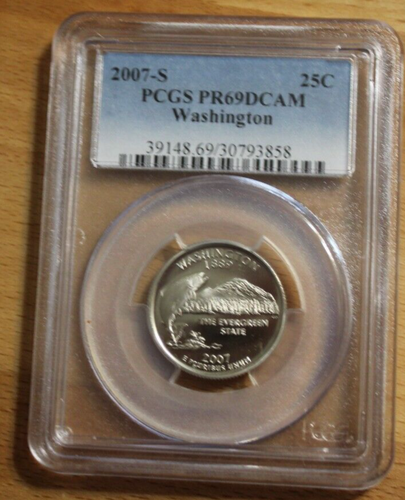 2007-S 25C
PCGS PR69DCAM
Washington
39148.69/30793858
WASHINGTON
1889
THE EVERGREEN
STATE
2007
E PLURIBUS UNUM